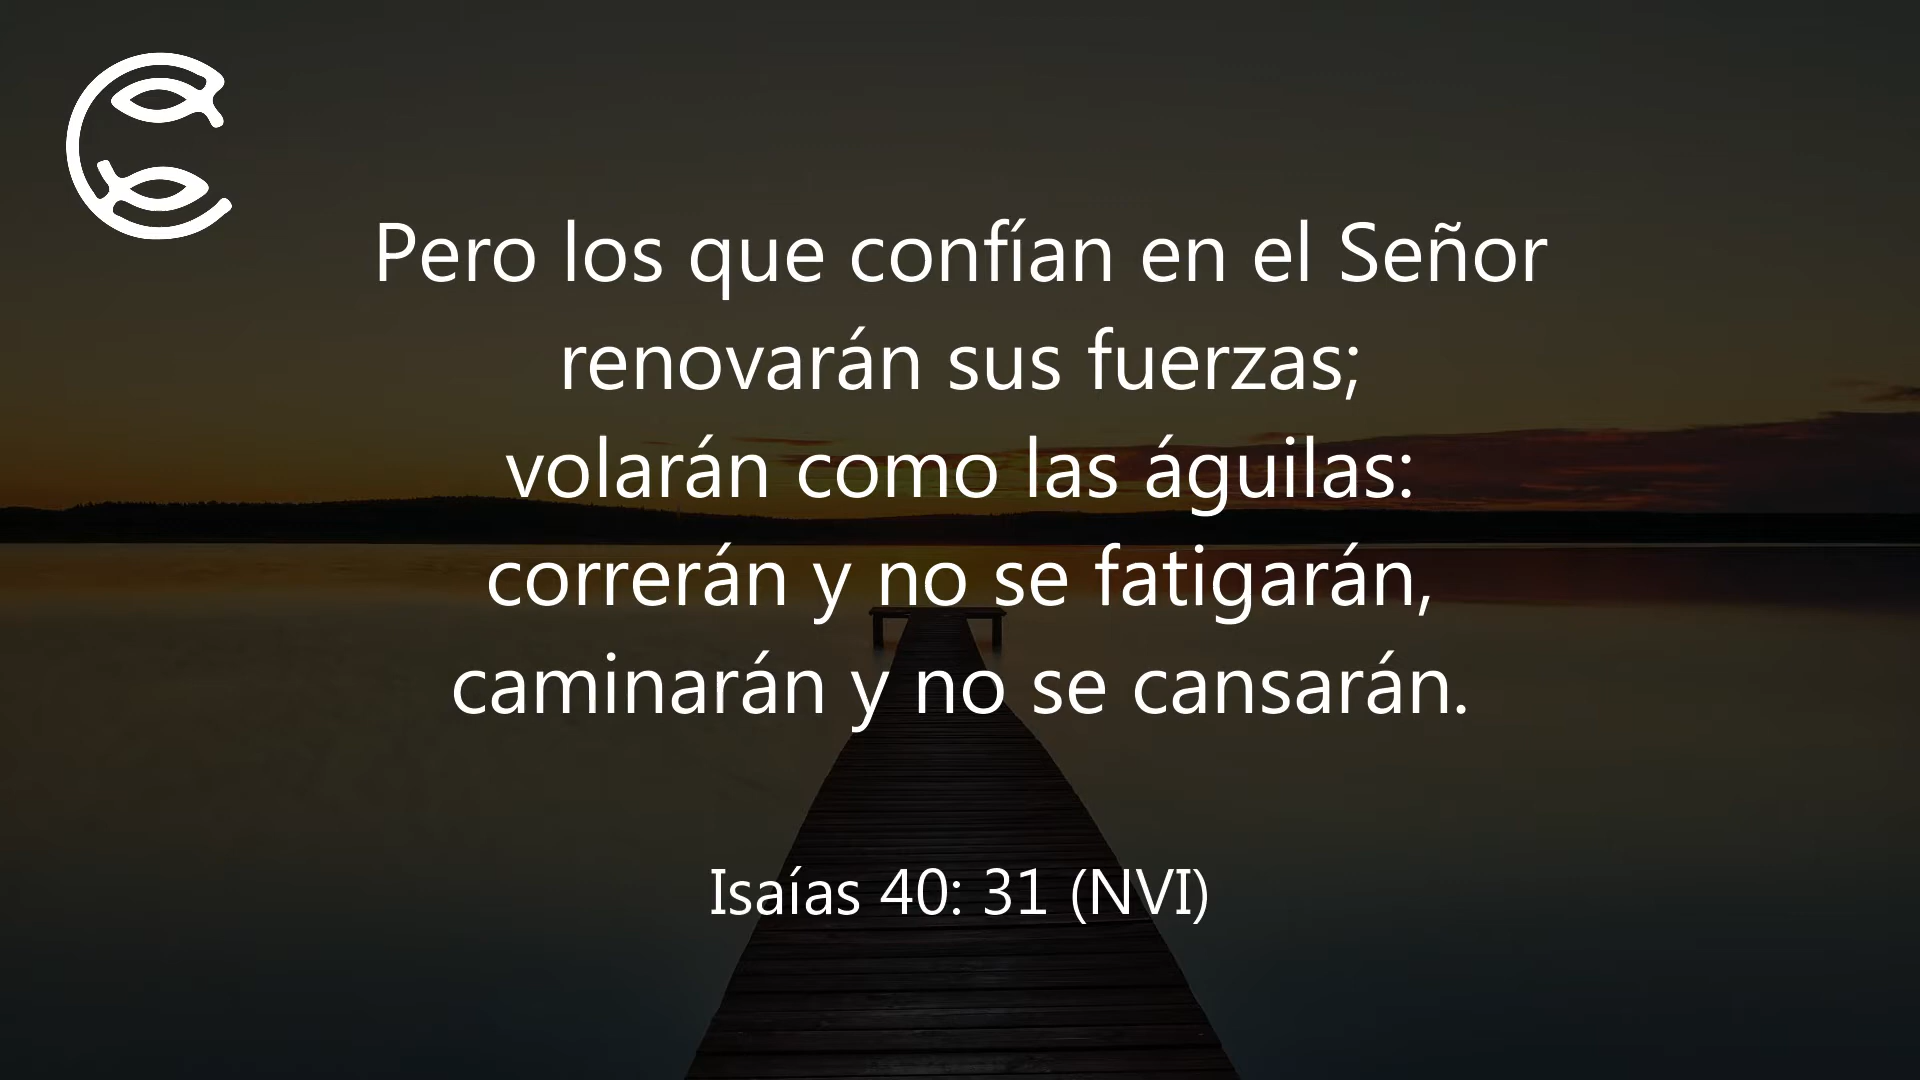 Pero los que confían en el Señor
renovarán sus fuerzas;
volarán como las águilas:
correrán y no se fatigarán,
caminarán y no se cansarán.
Isaías 40: 31 (NVI)